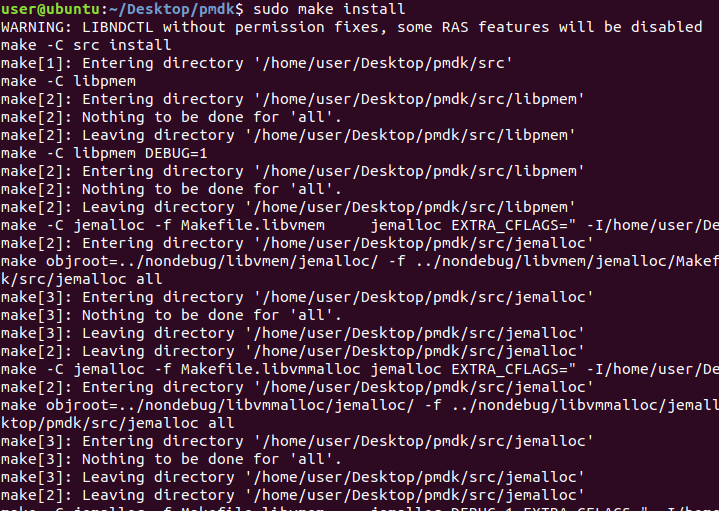 user@ubuntu:~/Desktop/pmdk$ sudo make install
WARNING: LIBNDCTL without permission fixes, some RAS features will be disabled
make -C src install
make[1]: Entering directory '/home/user/Desktop/pmdk/src'
make -C libpmem
make[2]: Entering directory '/home/user/Desktop/pmdk/src/libpmem'
make[2]: Nothing to be done for 'all'.
make[2]: Leaving directory '/home/user/Desktop/pmdk/src/libpmem'
make -C libpmem DEBUG=1
make[2]: Entering directory '/home/user/Desktop/pmdk/src/libpmem'
make[2]: Nothing to be done for 'all'.
make[2]: Leaving directory '/home/user/Desktop/pmdk/src/libpmem'
make -C jemalloc -f Makefile.libvmem     jemalloc EXTRA_CFLAGS=" -I/home/user/De
make[2]: Entering directory '/home/user/Desktop/pmdk/src/jemalloc'
make objroot=../nondebug/libvmem/jemalloc/ -f ../nondebug/libvmem/jemalloc/Makef
k/src/jemalloc all
make[3]: Entering directory '/home/user/Desktop/pmdk/src/jemalloc'
make[3]: Nothing to be done for 'all'.
make[3]: Leaving directory '/home/user/Desktop/pmdk/src/jemalloc'
make[2]: Leaving directory '/home/user/Desktop/pmdk/src/jemalloc'
make -C jemalloc -f Makefile.libvmmalloc jemalloc EXTRA_CFLAGS=" -I/home/user/De
make[2]: Entering directory '/home/user/Desktop/pmdk/src/jemalloc'
make objroot=../nondebug/libvmmalloc/jemalloc/ -f ../nondebug/libvmmalloc/jemall
ktop/pmdk/src/jemalloc all
make[3]: Entering directory '/home/user/Desktop/pmdk/src/jemalloc'
make[3]: Nothing to be done for 'all'.
make[3]: Leaving directory '/home/user/Desktop/pmdk/src/jemalloc'
make[2]: Leaving directory '/home/user/Desktop/pmdk/src/jemalloc'
make -C jemalloc -f Makefile.libvmem     jemalloc DEBUG=1 EXTRA_CFLAGS=" -I/home